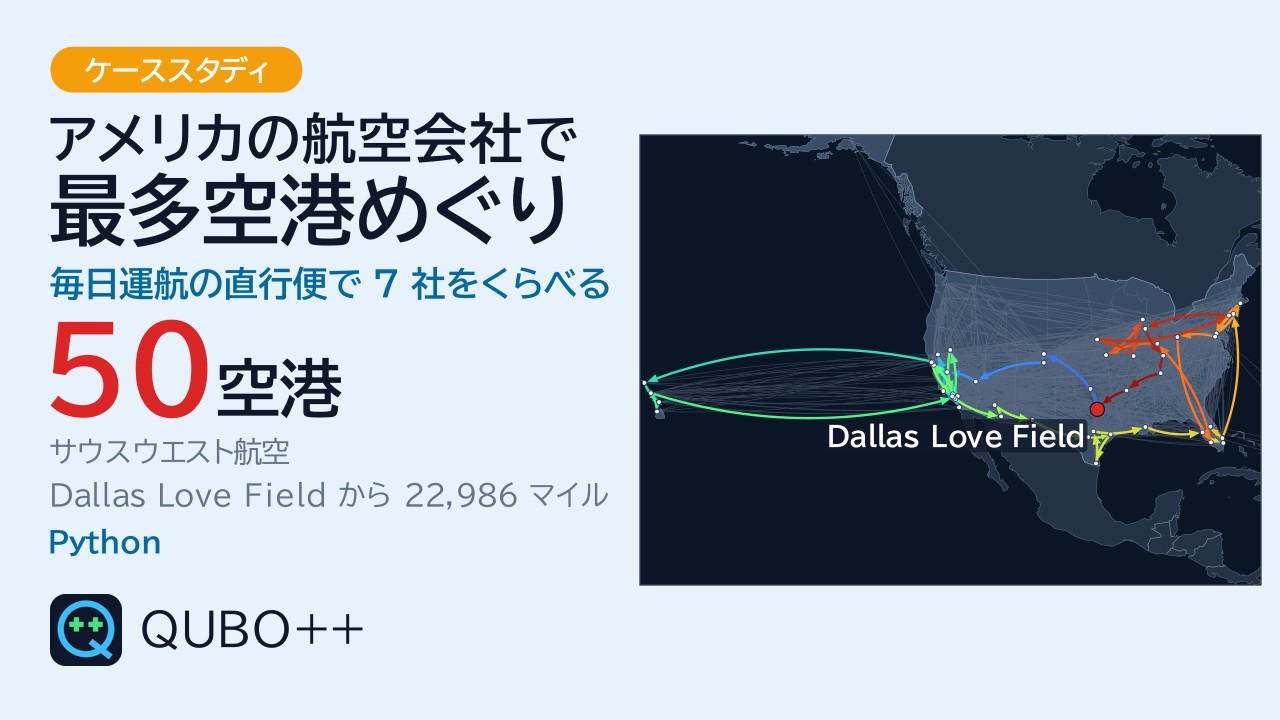 ケーススタディ
アメリカの航空会社で
最多空港めぐり
毎日運航の直行便で 7 社をくらべる
50空港
サウスウエスト航空
Dallas Love Field から 22,986 マイル
Python
QUBO++
Dallas Love Field